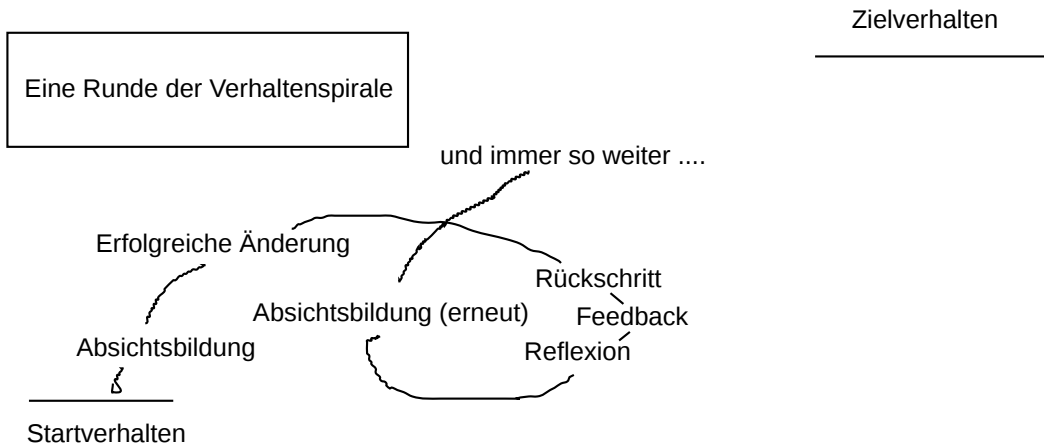 Zielverhalten
Eine Runde der Verhaltenspirale
und immer so weiter ....
Erfolgreiche Änderung
Rückschritt
Absichtsbildung (erneut)
Feedback
Absichtsbildung
Reflexion
Startverhalten